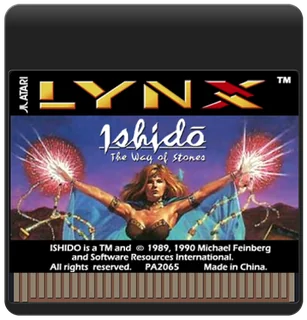 ATARI
LYNX™
Ishidō
The Way of Stones
ISHIDO is a TM and © 1989, 1990 Michael Feinberg
and Software Resources International.
All rights reserved. PA2065 Made in China.